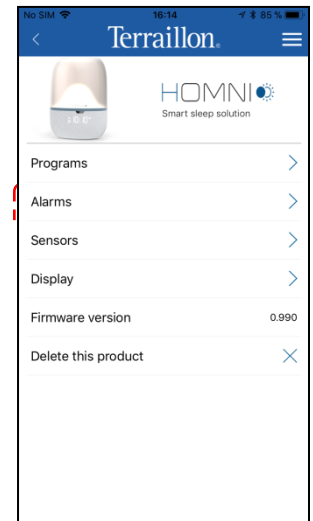 No SIM 16:14 85 %
Terraillon®
HOMNI
Smart sleep solution
Programs
Alarms
Sensors
Display
Firmware version 0.990
Delete this product